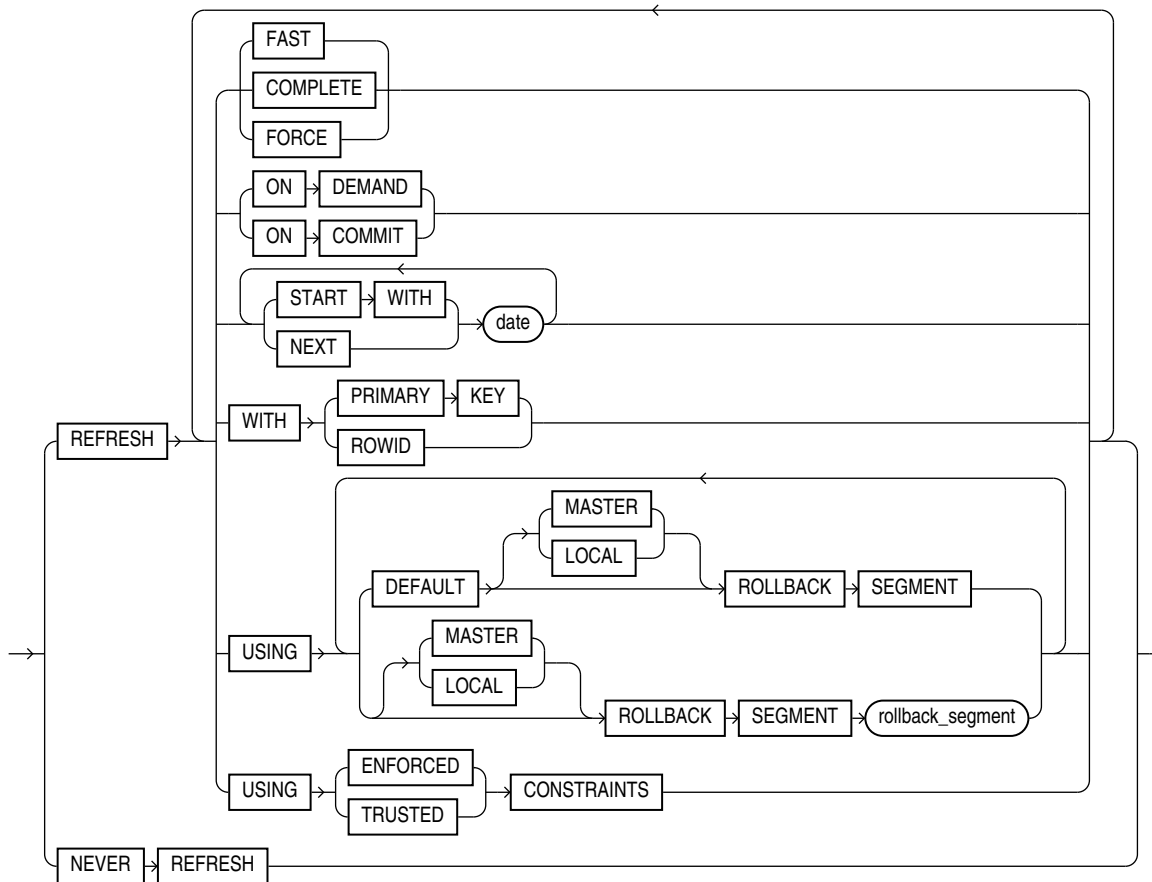 FAST
COMPLETE
FORCE
ON DEMAND
ON COMMIT
START WITH
date
NEXT
PRIMARY KEY
WITH
REFRESH
ROWID
MASTER
LOCAL
DEFAULT ROLLBACK SEGMENT
MASTER
USING
LOCAL
ROLLBACK SEGMENT rollback_segment
ENFORCED
USING CONSTRAINTS
TRUSTED
NEVER REFRESH